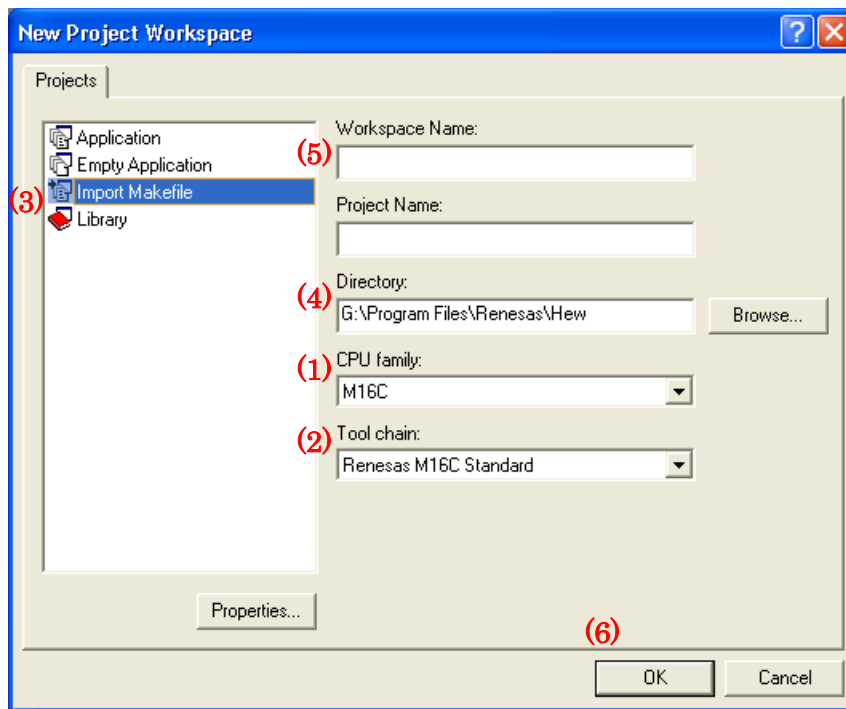 New Project Workspace
Projects
Application
Empty Application
(3) Import Makefile
Library
Properties...
Workspace Name:
(5)
Project Name:
Directory:
(4) G:\Program Files\Renesas\Hew
Browse...
(1) CPU family:
M16C
(2) Tool chain:
Renesas M16C Standard
(6)
OK
Cancel